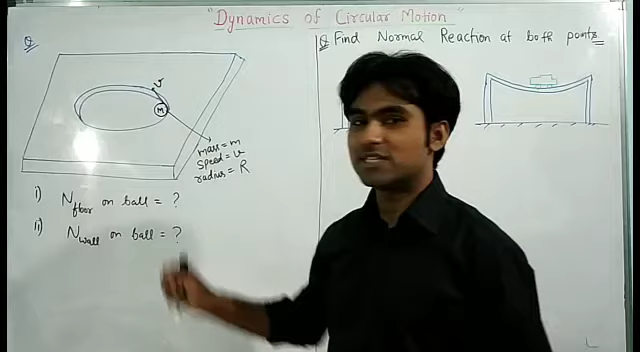 "Dynamics of Circular Motion"
Q
v
M
mass = m
speed = v
radius = R
i) N floor on ball = ?
ii) N wall on ball = ?
Q Find Normal Reaction at both points.